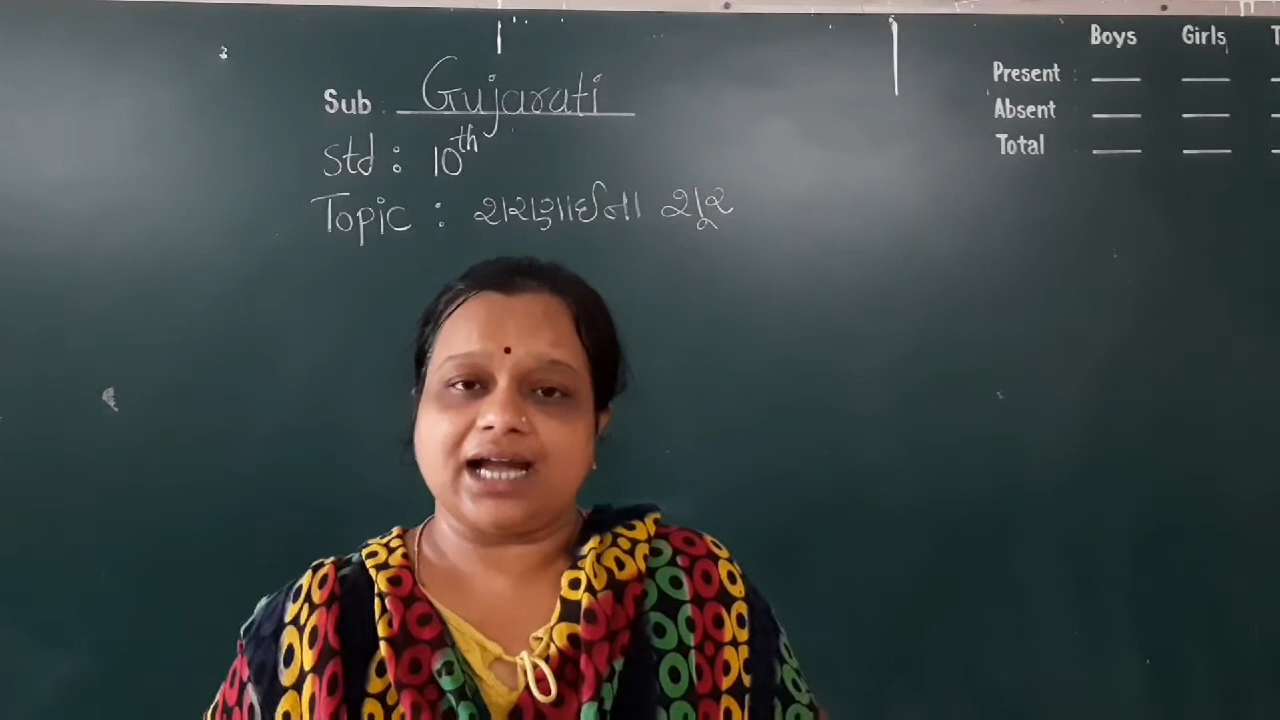 Sub : Gujarati
Std : 10th
Topic : શરણાઈના શૂર
Boys Girls T
Present :
Absent
Total